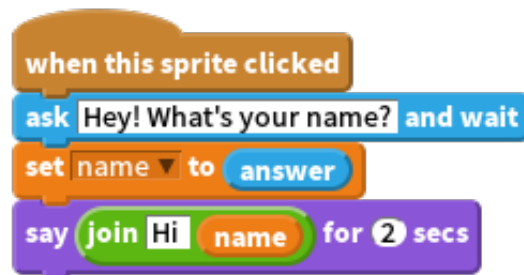 when this sprite clicked
ask Hey! What's your name? and wait
set name to answer
say join Hi name for 2 secs